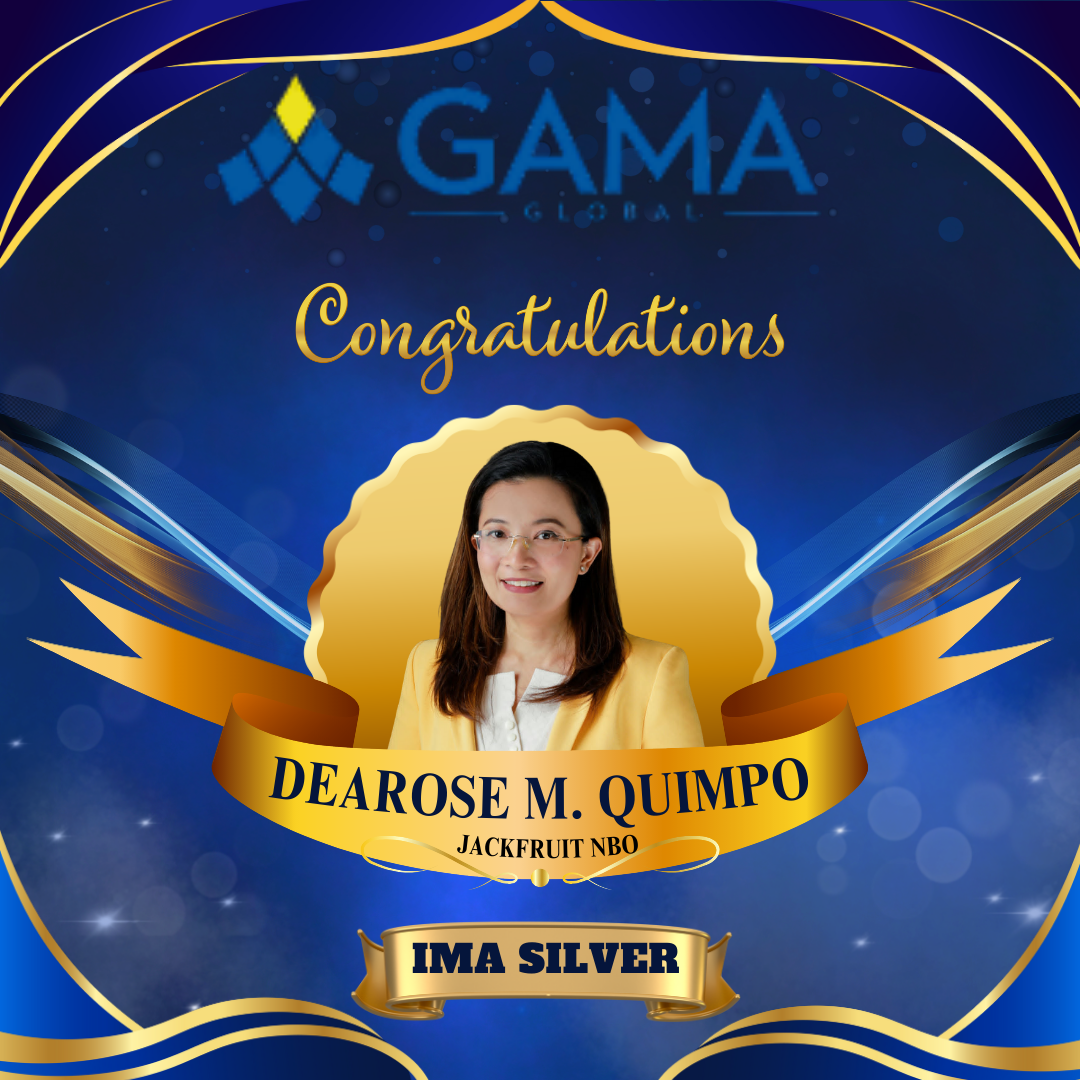 GAMA
GLOBAL
Congratulations
DEAROSE M. QUIMPO
JACKFRUIT NBO
IMA SILVER